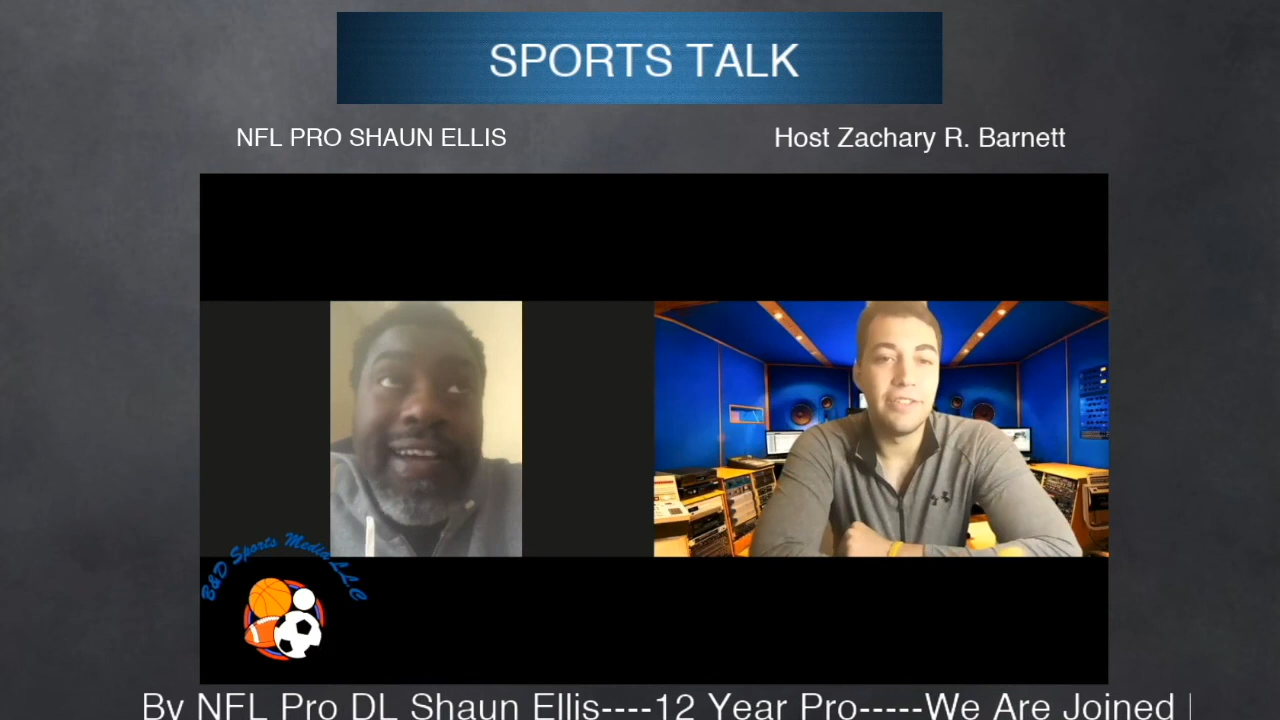 SPORTS TALK
NFL PRO SHAUN ELLIS
Host Zachary R. Barnett
B&D Sports Media L.L.C
By NFL Pro DL Shaun Ellis----12 Year Pro-----We Are Joined